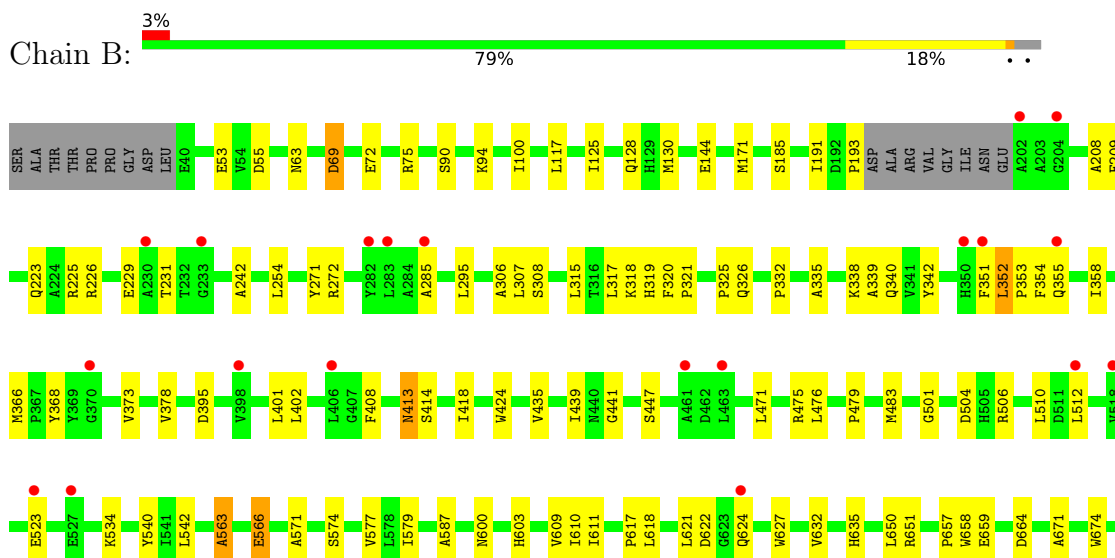 3%
Chain B:
79% 18% • •
SER ALA THR THR PRO PRO GLY ASP LEU E40 E53 V54 D55 N63 D69 E72 R75 S90 K94 I100 L117 I125 Q128 H129 M130 E144 M171 S185 I191 D192 P193 ASP ALA ARG VAL GLY ILE ASN GLU A202 A203 G204 A208
Q223 A224 R225 R226 E229 A230 T231 T232 G233 A242 L254 Y271 R272 Y282 L283 A284 A285 L295 A306 L307 S308 L315 T316 L317 K318 H319 F320 P321 P325 Q326 P332 A335 K338 A339 Q340 V341 Y342 H350 F351 L352 P353 F354 Q355 I358
M366 P367 Y368 Y369 G370 V373 V378 D395 V398 L401 L402 L406 G407 F408 N413 S414 I418 W424 V435 I439 N440 G441 S447 A461 D462 L463 L471 R475 L476 P479 M483 G501 D504 H505 R506 L510 D511 L512
E523 E527 K534 Y540 I541 L542 A563 E566 A571 S574 V577 L578 I579 A587 N600 H603 V609 I610 I611 P617 L618 L621 D622 G623 Q624 W627 V632 H635 L650 R651 P657 W658 E659 D664 A671 W674